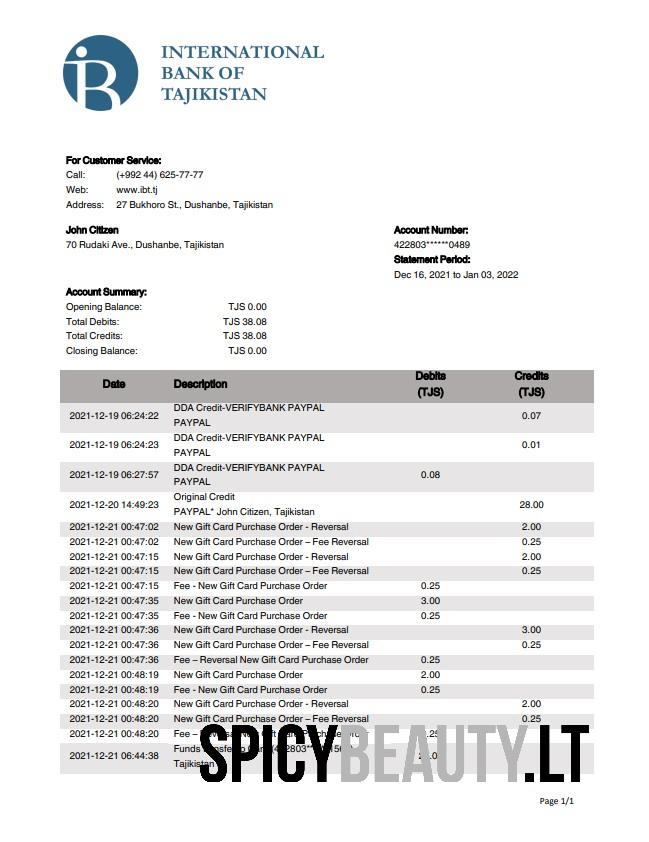 INTERNATIONAL
BANK OF
TAJIKISTAN
For Customer Service:
Call: (+992 44) 625-77-77
Web: www.ibt.tj
Address: 27 Bukhoro St., Dushanbe, Tajikistan
John Citizen Account Number:
70 Rudaki Ave., Dushanbe, Tajikistan 422803******0489
Statement Period:
Dec 16, 2021 to Jan 03, 2022
Account Summary:
Opening Balance: TJS 0.00
Total Debits: TJS 38.08
Total Credits: TJS 38.08
Closing Balance: TJS 0.00
Date Description Debits (TJS) Credits (TJS)
2021-12-19 06:24:22 DDA Credit-VERIFYBANK PAYPAL 0.07
PAYPAL
2021-12-19 06:24:23 DDA Credit-VERIFYBANK PAYPAL 0.01
PAYPAL
2021-12-19 06:27:57 DDA Credit-VERIFYBANK PAYPAL 0.08
PAYPAL
2021-12-20 14:49:23 Original Credit 28.00
PAYPAL* John Citizen, Tajikistan
2021-12-21 00:47:02 New Gift Card Purchase Order - Reversal 2.00
2021-12-21 00:47:02 New Gift Card Purchase Order – Fee Reversal 0.25
2021-12-21 00:47:15 New Gift Card Purchase Order - Reversal 2.00
2021-12-21 00:47:15 New Gift Card Purchase Order – Fee Reversal 0.25
2021-12-21 00:47:15 Fee - New Gift Card Purchase Order 0.25
2021-12-21 00:47:35 New Gift Card Purchase Order 3.00
2021-12-21 00:47:35 Fee - New Gift Card Purchase Order 0.25
2021-12-21 00:47:36 New Gift Card Purchase Order - Reversal 3.00
2021-12-21 00:47:36 New Gift Card Purchase Order – Fee Reversal 0.25
2021-12-21 00:47:36 Fee – Reversal New Gift Card Purchase Order 0.25
2021-12-21 00:48:19 New Gift Card Purchase Order 2.00
2021-12-21 00:48:19 Fee - New Gift Card Purchase Order 0.25
2021-12-21 00:48:20 New Gift Card Purchase Order - Reversal 2.00
2021-12-21 00:48:20 New Gift Card Purchase Order – Fee Reversal 0.25
2021-12-21 00:48:20 Fee –
2021-12-21 06:44:38 Funds
Tajikistan
SPICYBEAUTY.LT
Page 1/1